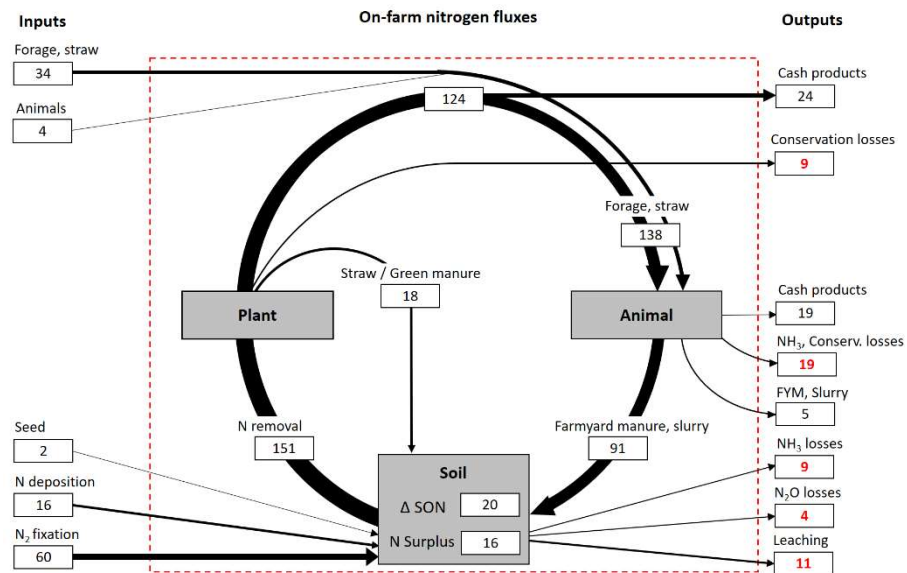 On-farm nitrogen fluxes
Inputs
Outputs
Forage, straw
34
Animals
4
124
Cash products
24
Conservation losses
9
Forage, straw
138
Straw / Green manure
18
Plant
Animal
Cash products
19
NH₃, Conserv. losses
19
FYM, Slurry
5
N removal
151
Farmyard manure, slurry
91
Seed
2
N deposition
16
N₂ fixation
60
Soil
Δ SON 20
N Surplus 16
NH₃ losses
9
N₂O losses
4
Leaching
11